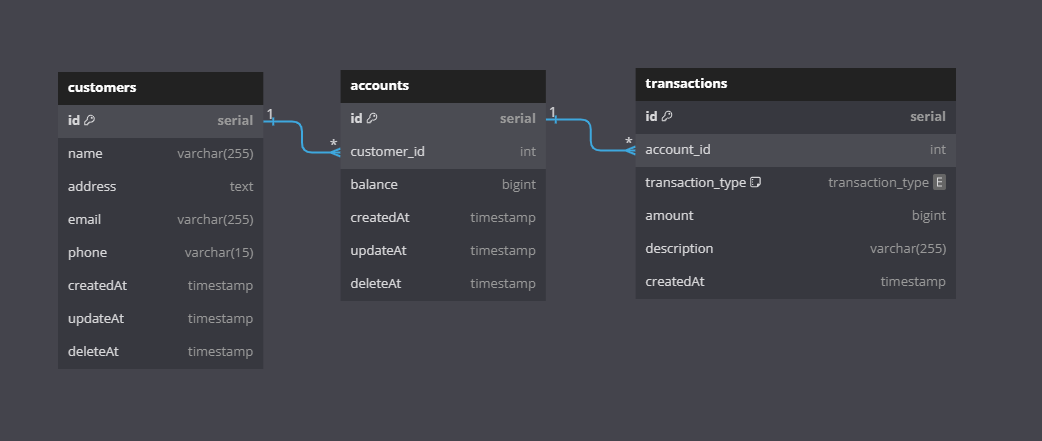 customers
id serial
name varchar(255)
address text
email varchar(255)
phone varchar(15)
createdAt timestamp
updateAt timestamp
deleteAt timestamp
1
*
accounts
id serial
customer_id int
balance bigint
createdAt timestamp
updateAt timestamp
deleteAt timestamp
1
*
transactions
id serial
account_id int
transaction_type transaction_type E
amount bigint
description varchar(255)
createdAt timestamp